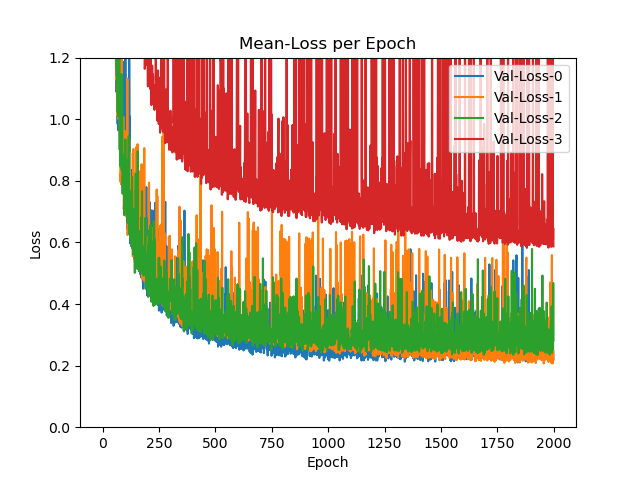 Mean-Loss per Epoch
Loss
1.2
1.0
0.8
0.6
0.4
0.2
0.0
Val-Loss-0
Val-Loss-1
Val-Loss-2
Val-Loss-3
0 250 500 750 1000 1250 1500 1750 2000
Epoch